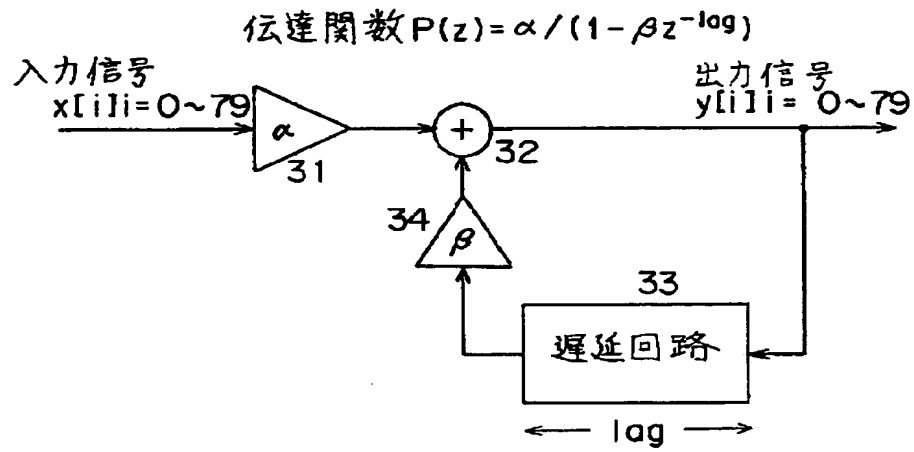 伝達関数P(z)=α/(1-βz^-lag)
入力信号
x[i]i=0~79
出力信号
y[i]i= 0~79
α
31
+
32
34
β
33
遅延回路
lag